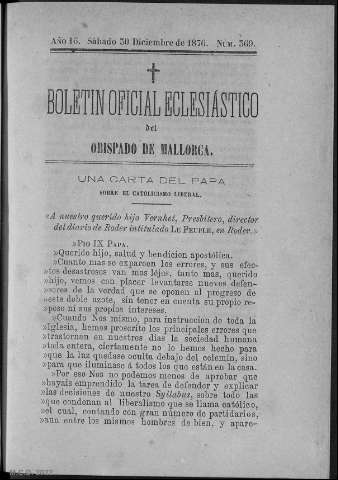 AÑO 16. Sábado 30 Diciembre de 1876. NUM. 369.
BOLETIN OFICIAL ECLESIÁSTICO
del
OBISPADO DE MALLORCA.
UNA CARTA DEL PAPA
SOBRE EL CATOLICISMO LIBERAL.
«A nuestro querido hijo Vernhet, Presbitero, director
del diario de Rodez intitulado LE PEUPLE, en Rodez.»
»PIO IX PAPA.
»Querido hijo, salud y bendicion apostólica.
»Cuanto mas se esparcen los errores, y sus efec-
»tos desastrosos van mas léjos, tanto mas, querido
»hijo, vemos con placer levantarse nuevos defen-
»sores de la verdad que se oponen al progreso de
»este doble azote, sin tener en cuenta su propio re-
»poso ni sus propios intereses.
»Cuando Nos mismo, para instruccion de toda la
»Iglesia, hemos proscrito los principales errores que
»trastornan en nuestros dias la sociedad humana
»toda entera, ciertamente no lo hemos hecho para
»que la luz quedase oculta debajo del celemin, sino
»para que iluminase á todos los que están en la casa.
»Por eso Nos no podemos menos de aprobar que
»hayais emprendido la tarea de defender y explicar
»las decisiones de nuestro Syllabus, sobre todo las
»que condenan al liberalismo que se llama católico,
»el cual, contando con gran número de partidarios,
»aun entre los mismos hombres de bien, y apare-